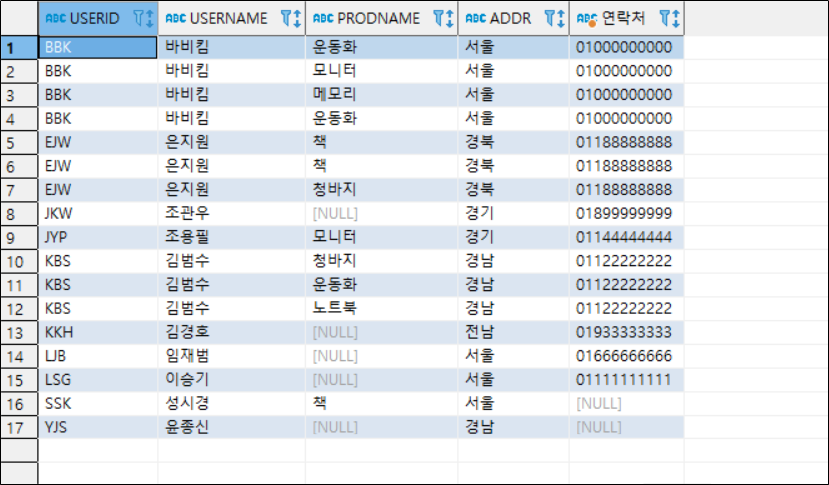 ABC USERID ABC USERNAME ABC PRODNAME ABC ADDR ABC 연락처
1 BBK 바비킴 운동화 서울 01000000000
2 BBK 바비킴 모니터 서울 01000000000
3 BBK 바비킴 메모리 서울 01000000000
4 BBK 바비킴 운동화 서울 01000000000
5 EJW 은지원 책 경북 01188888888
6 EJW 은지원 책 경북 01188888888
7 EJW 은지원 청바지 경북 01188888888
8 JKW 조관우 [NULL] 경기 01899999999
9 JYP 조용필 모니터 경기 01144444444
10 KBS 김범수 청바지 경남 01122222222
11 KBS 김범수 운동화 경남 01122222222
12 KBS 김범수 노트북 경남 01122222222
13 KKH 김경호 [NULL] 전남 01933333333
14 LJB 임재범 [NULL] 서울 01666666666
15 LSG 이승기 [NULL] 서울 01111111111
16 SSK 성시경 책 서울 [NULL]
17 YJS 윤종신 [NULL] 경남 [NULL]